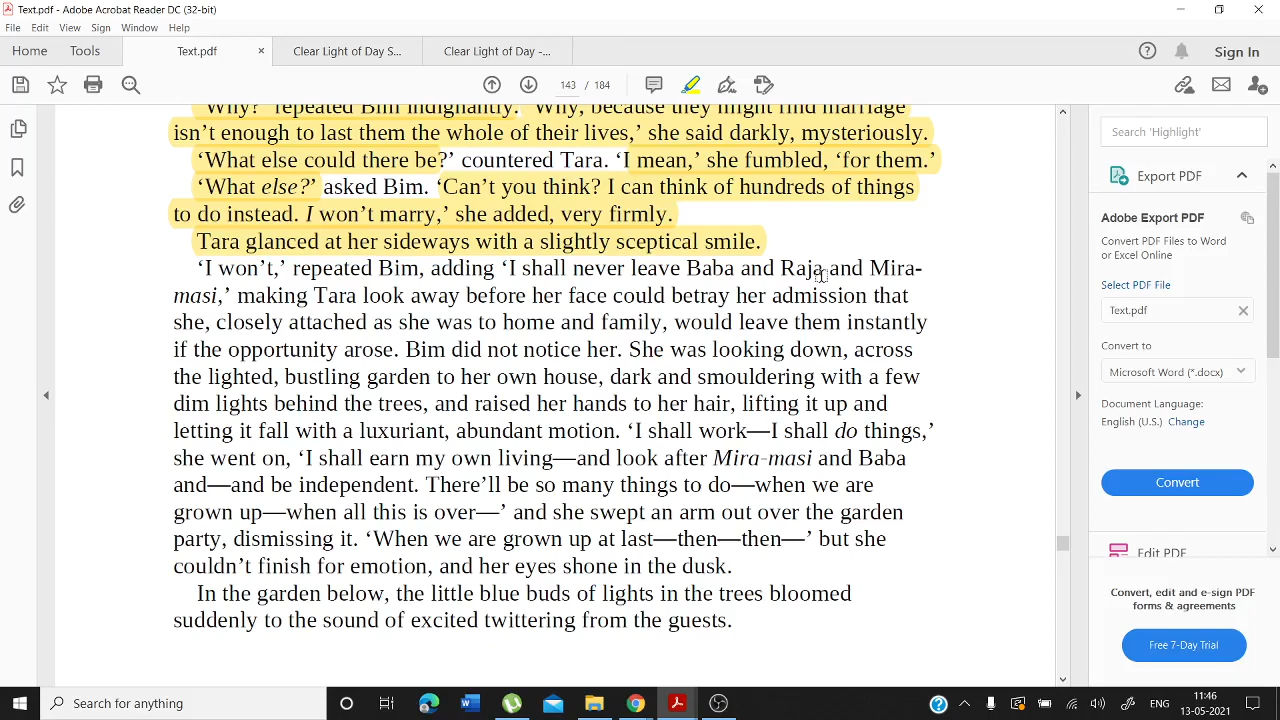 Text.pdf - Adobe Acrobat Reader DC (32-bit)
File Edit View Sign Window Help
Home Tools Text.pdf × Clear Light of Day S... Clear Light of Day -... Sign In
143 / 184
‘Why?’ repeated Bim indignantly. ‘Why, because they might find marriage
isn’t enough to last them the whole of their lives,’ she said darkly, mysteriously.
‘What else could there be?’ countered Tara. ‘I mean,’ she fumbled, ‘for them.’
‘What else?’ asked Bim. ‘Can’t you think? I can think of hundreds of things
to do instead. I won’t marry,’ she added, very firmly.
Tara glanced at her sideways with a slightly sceptical smile.
‘I won’t,’ repeated Bim, adding ‘I shall never leave Baba and Raja and Mira-
masi,’ making Tara look away before her face could betray her admission that
she, closely attached as she was to home and family, would leave them instantly
if the opportunity arose. Bim did not notice her. She was looking down, across
the lighted, bustling garden to her own house, dark and smouldering with a few
dim lights behind the trees, and raised her hands to her hair, lifting it up and
letting it fall with a luxuriant, abundant motion. ‘I shall work—I shall do things,’
she went on, ‘I shall earn my own living—and look after Mira-masi and Baba
and—and be independent. There’ll be so many things to do—when we are
grown up—when all this is over—’ and she swept an arm out over the garden
party, dismissing it. ‘When we are grown up at last—then—then—’ but she
couldn’t finish for emotion, and her eyes shone in the dusk.
In the garden below, the little blue buds of lights in the trees bloomed
suddenly to the sound of excited twittering from the guests.
Search 'Highlight'
Export PDF
Adobe Export PDF
Convert PDF Files to Word
or Excel Online
Select PDF File
Text.pdf
Convert to
Microsoft Word (*.docx)
Document Language:
English (U.S.) Change
Convert
Edit PDF
Convert, edit and e-sign PDF
forms & agreements
Free 7-Day Trial
Search for anything
ENG
11:46
13-05-2021